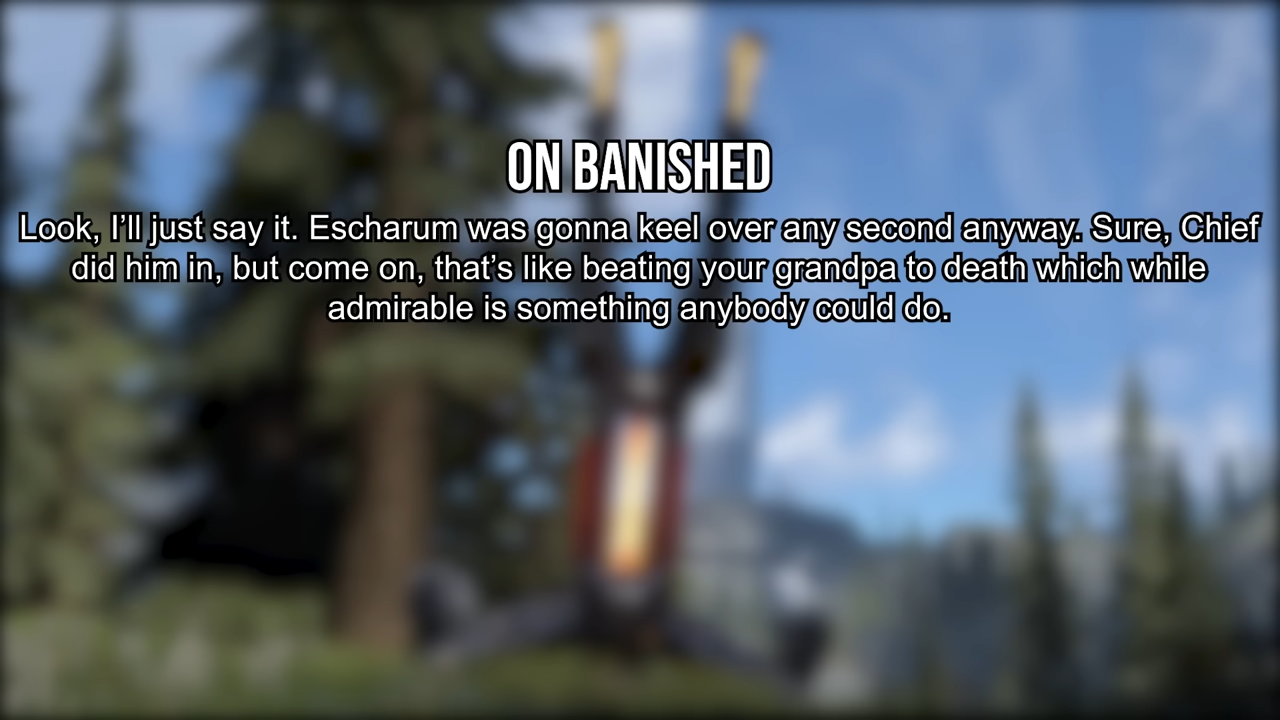 ON BANISHED
Look, I’ll just say it. Escharum was gonna keel over any second anyway. Sure, Chief
did him in, but come on, that’s like beating your grandpa to death which while
admirable is something anybody could do.